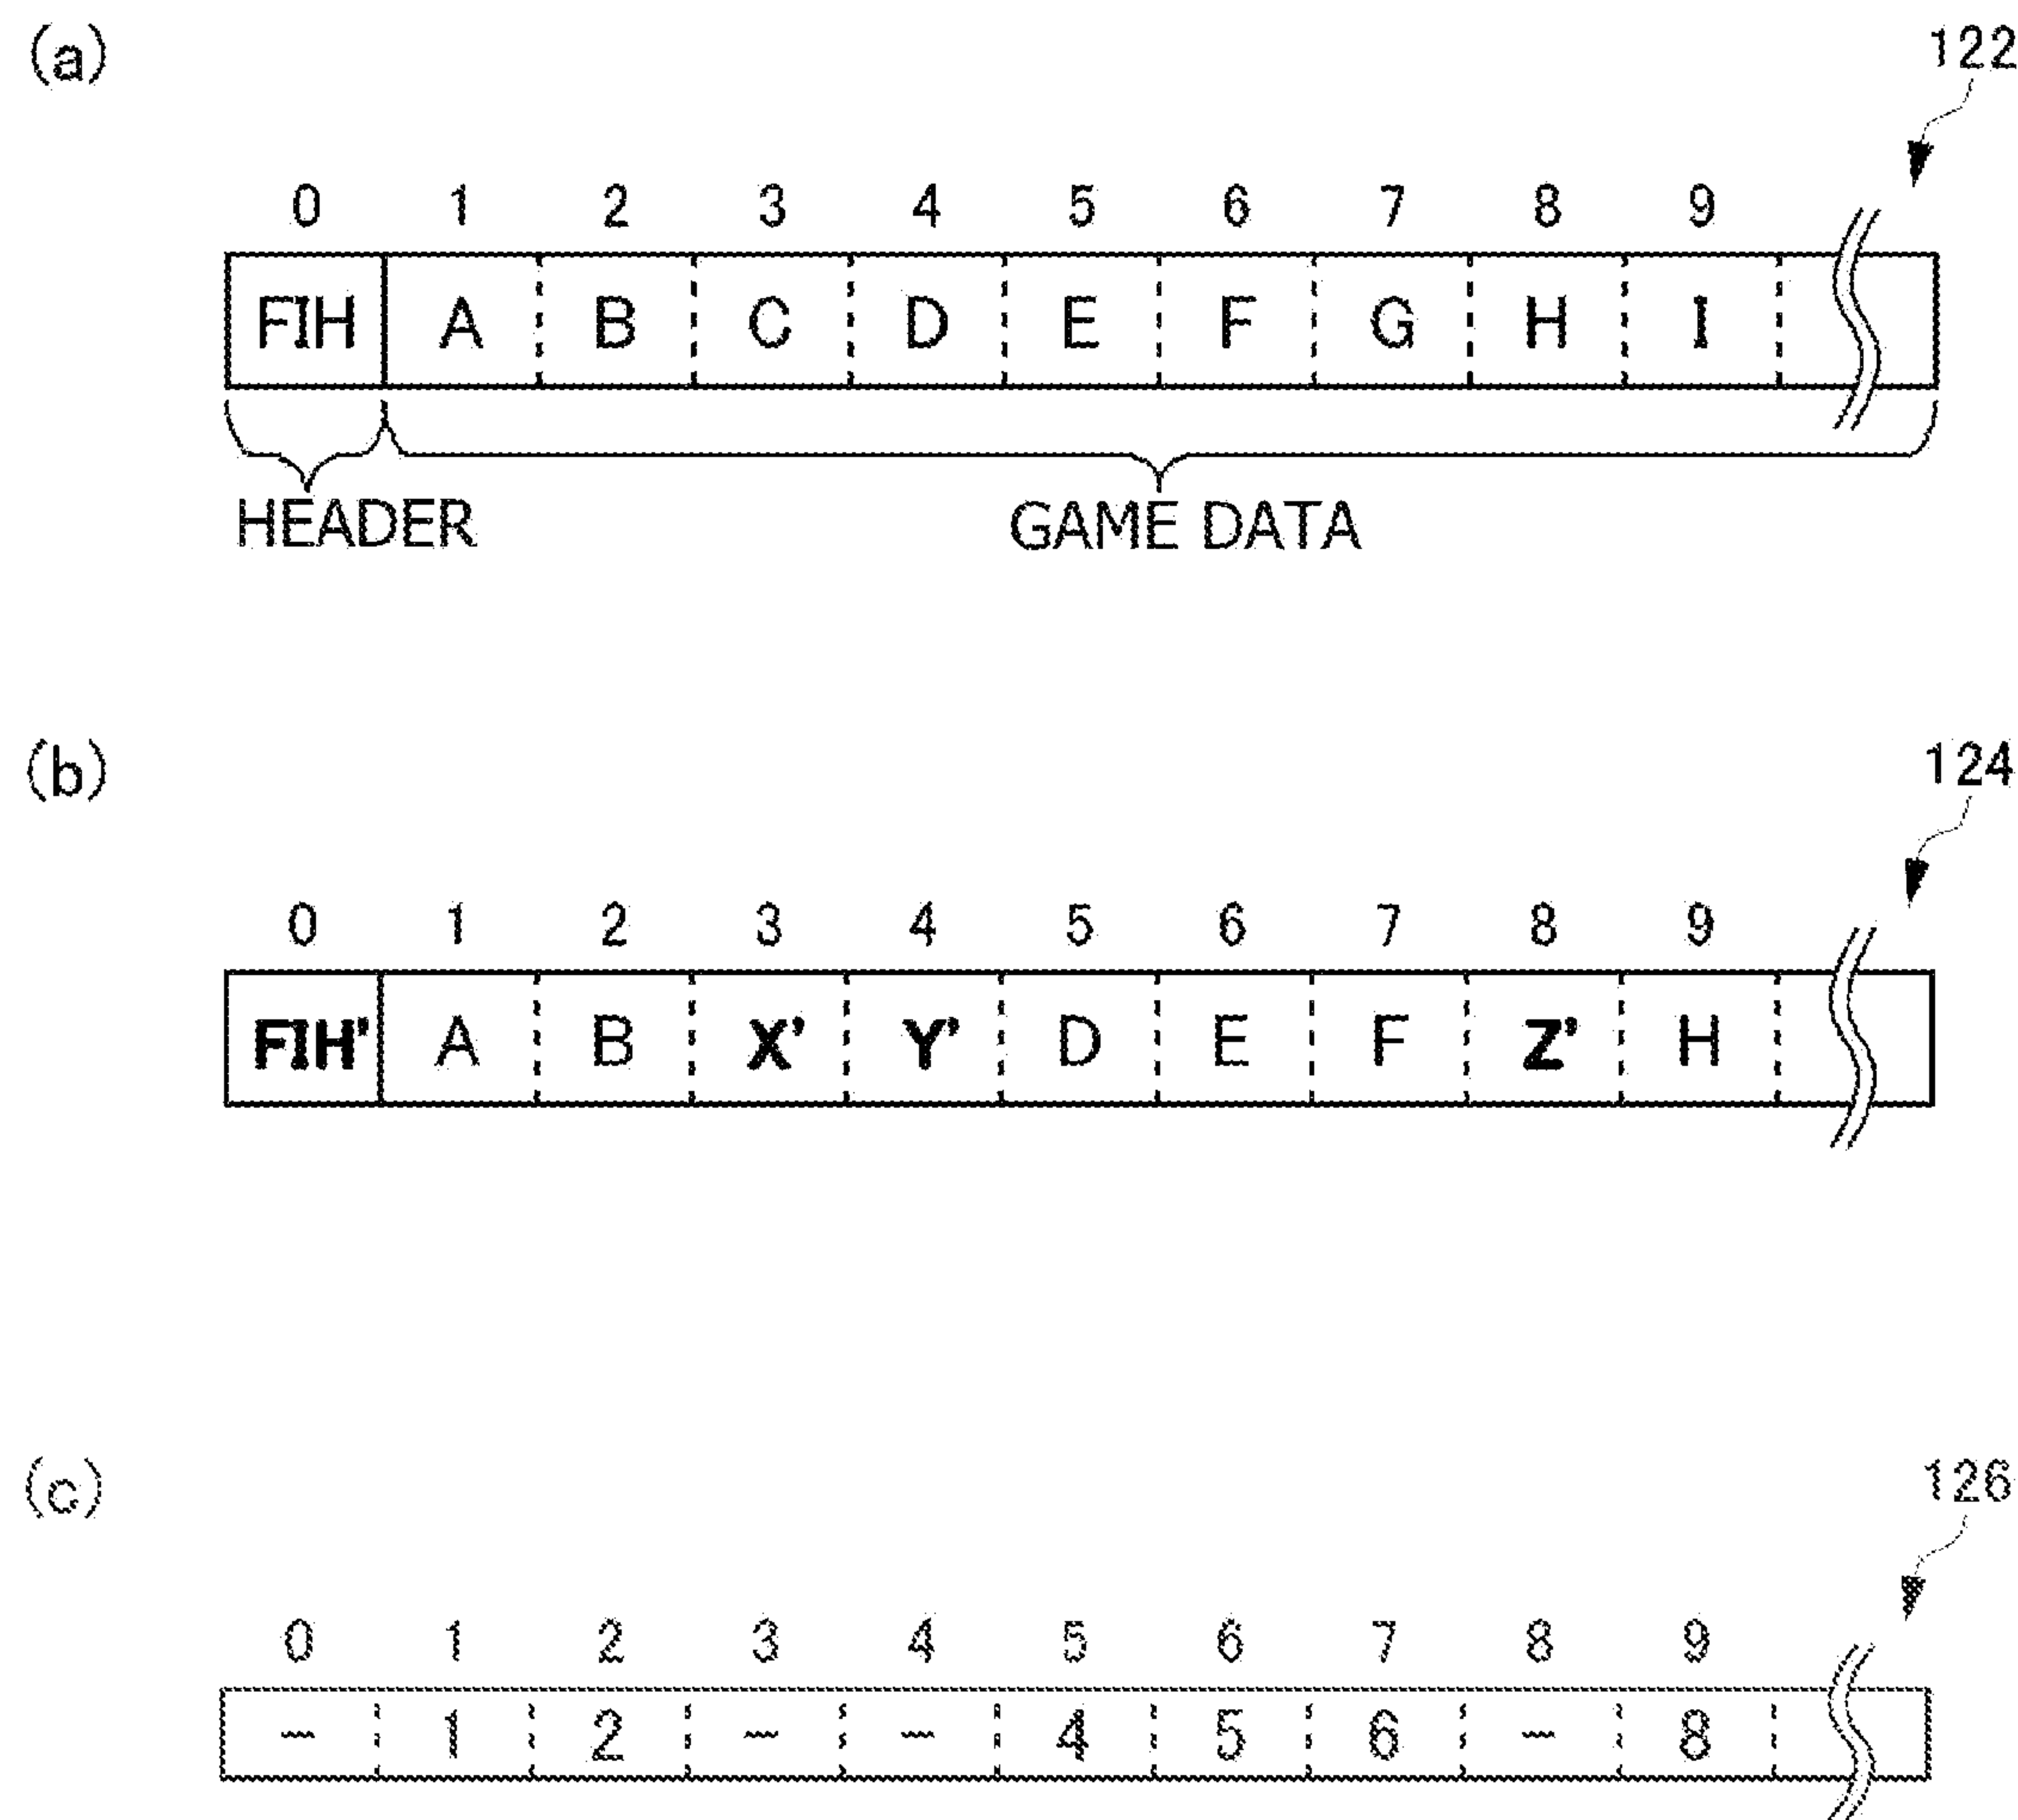 (a)
122
0 1 2 3 4 5 6 7 8 9
FIH A B C D E F G H I
HEADER GAME DATA
(b)
124
0 1 2 3 4 5 6 7 8 9
FIH' A B X' Y' D E F Z' H
(c)
126
0 1 2 3 4 5 6 7 8 9
- 1 2 - - 4 5 6 - 8